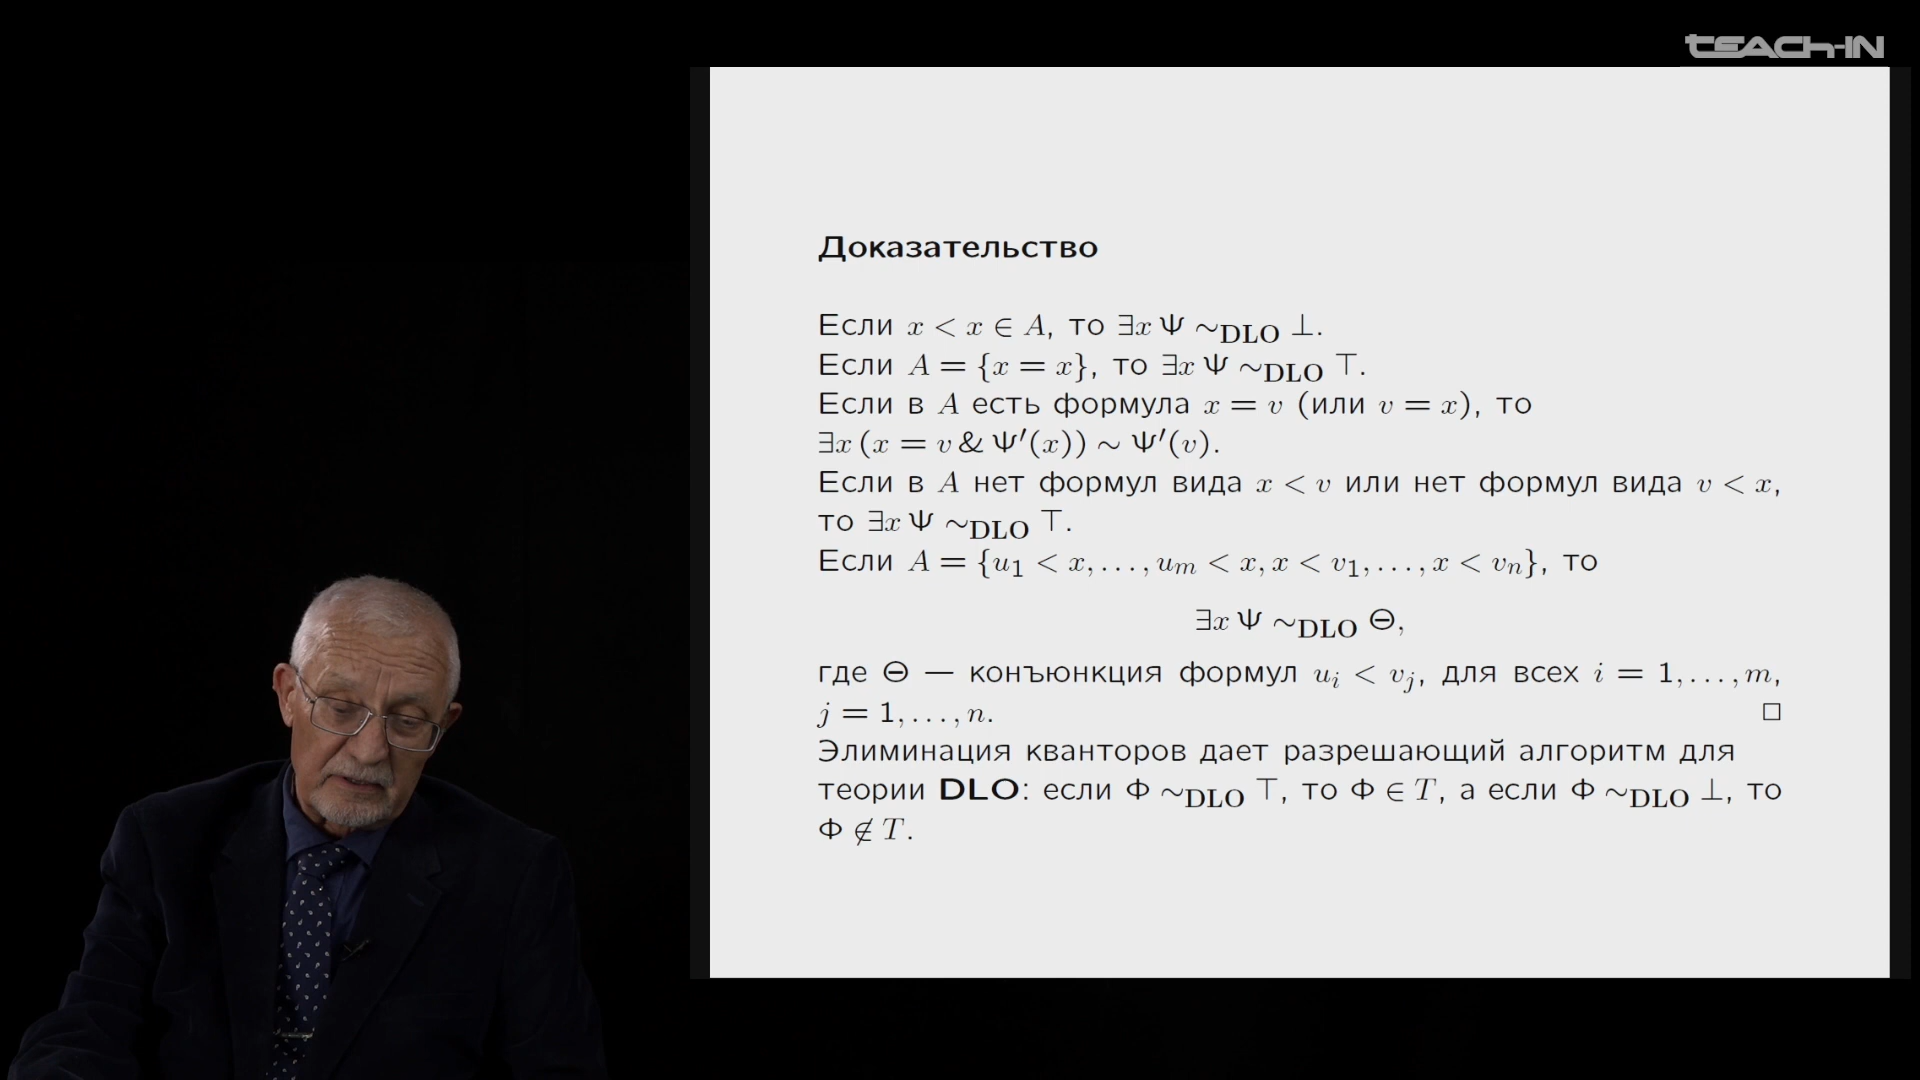 teach-in
Доказательство
Если x < x ∈ A, то ∃x Ψ ∼DLO ⊥.
Если A = {x = x}, то ∃x Ψ ∼DLO ⊤.
Если в A есть формула x = v (или v = x), то
∃x (x = v & Ψ′(x)) ∼ Ψ′(v).
Если в A нет формул вида x < v или нет формул вида v < x,
то ∃x Ψ ∼DLO ⊤.
Если A = {u₁ < x, . . . , uₘ < x, x < v₁, . . . , x < vₙ}, то
∃x Ψ ∼DLO Θ,
где Θ — конъюнкция формул uᵢ < vⱼ, для всех i = 1, . . . , m,
j = 1, . . . , n. □
Элиминация кванторов дает разрешающий алгоритм для
теории DLO: если Φ ∼DLO ⊤, то Φ ∈ T, а если Φ ∼DLO ⊥, то
Φ ∉ T.